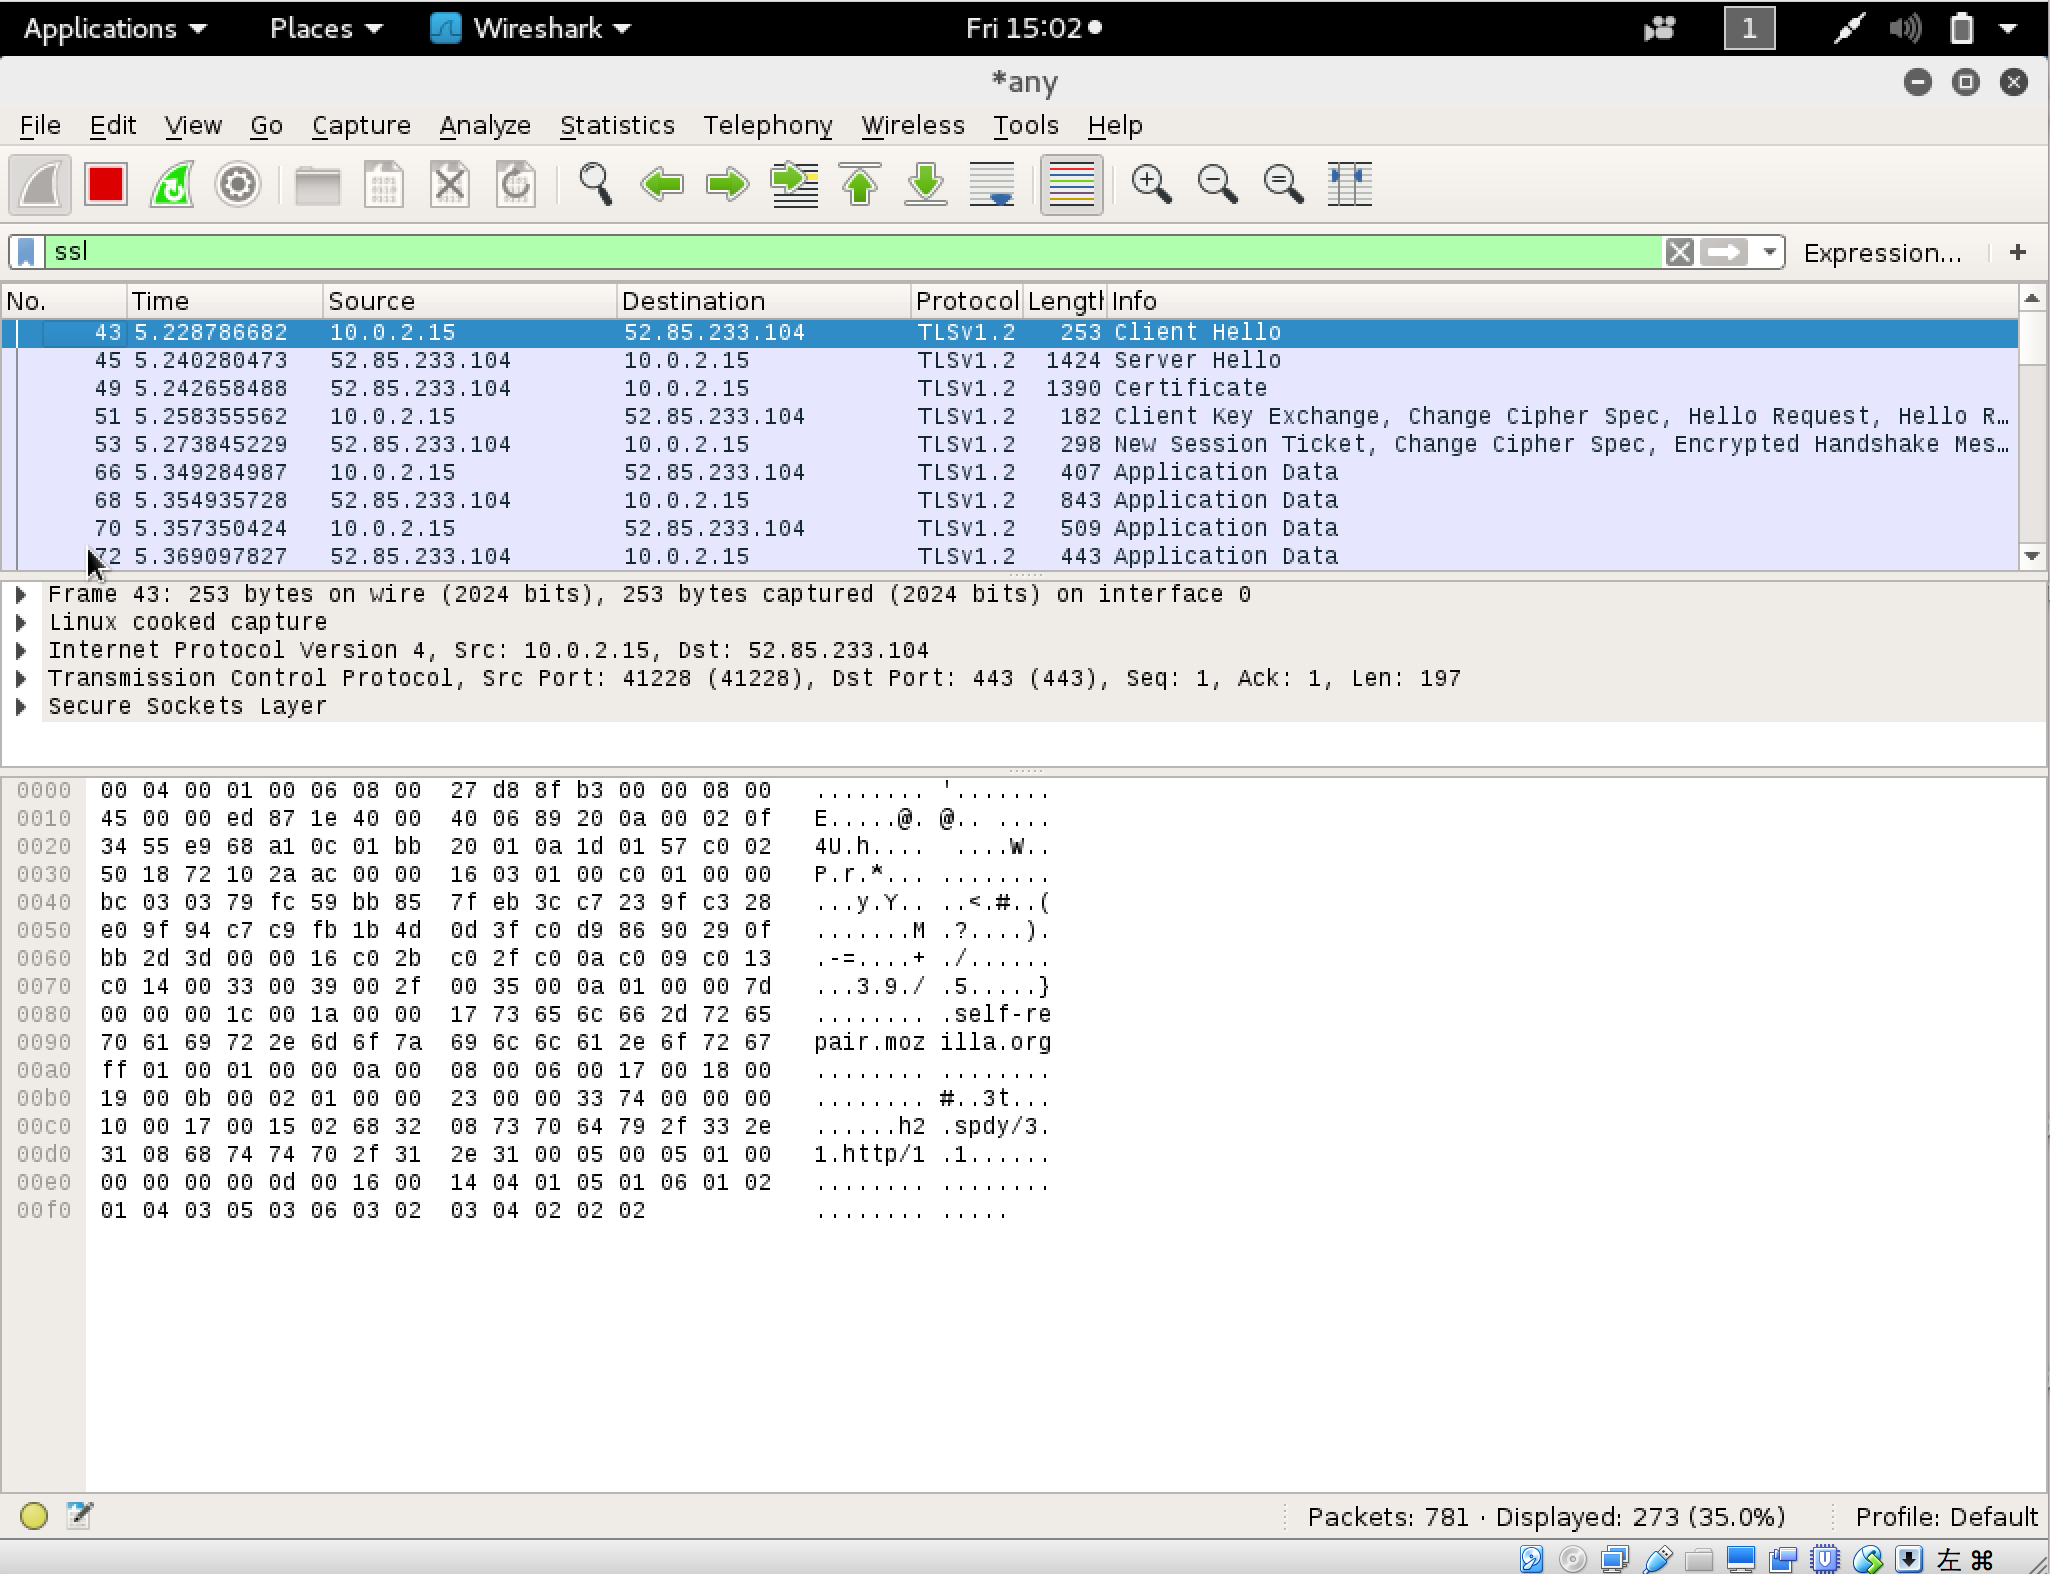 Applications Places Wireshark Fri 15:02 1
*any
File Edit View Go Capture Analyze Statistics Telephony Wireless Tools Help
ssl Expression... +
No. Time Source Destination Protocol Lengt Info
43 5.228786682 10.0.2.15 52.85.233.104 TLSv1.2 253 Client Hello
45 5.240280473 52.85.233.104 10.0.2.15 TLSv1.2 1424 Server Hello
49 5.242658488 52.85.233.104 10.0.2.15 TLSv1.2 1390 Certificate
51 5.258355562 10.0.2.15 52.85.233.104 TLSv1.2 182 Client Key Exchange, Change Cipher Spec, Hello Request, Hello R…
53 5.273845229 52.85.233.104 10.0.2.15 TLSv1.2 298 New Session Ticket, Change Cipher Spec, Encrypted Handshake Mes…
66 5.349284987 10.0.2.15 52.85.233.104 TLSv1.2 407 Application Data
68 5.354935728 52.85.233.104 10.0.2.15 TLSv1.2 843 Application Data
70 5.357350424 10.0.2.15 52.85.233.104 TLSv1.2 509 Application Data
72 5.369097827 52.85.233.104 10.0.2.15 TLSv1.2 443 Application Data
Frame 43: 253 bytes on wire (2024 bits), 253 bytes captured (2024 bits) on interface 0
Linux cooked capture
Internet Protocol Version 4, Src: 10.0.2.15, Dst: 52.85.233.104
Transmission Control Protocol, Src Port: 41228 (41228), Dst Port: 443 (443), Seq: 1, Ack: 1, Len: 197
Secure Sockets Layer
0000 00 04 00 01 00 06 08 00 27 d8 8f b3 00 00 08 00 ........ '.......
0010 45 00 00 ed 87 1e 40 00 40 06 89 20 0a 00 02 0f E.....@. @.. ....
0020 34 55 e9 68 a1 0c 01 bb 20 01 0a 1d 01 57 c0 02 4U.h....  ....W..
0030 50 18 72 10 2a ac 00 00 16 03 01 00 c0 01 00 00 P.r.*... ........
0040 bc 03 03 79 fc 59 bb 85 7f eb 3c c7 23 9f c3 28 ...y.Y.. ..<.#..(
0050 e0 9f 94 c7 c9 fb 1b 4d 0d 3f c0 d9 86 90 29 0f .......M .?....).
0060 bb 2d 3d 00 00 16 c0 2b c0 2f c0 0a c0 09 c0 13 .-=....+ ./......
0070 c0 14 00 33 00 39 00 2f 00 35 00 0a 01 00 00 7d ...3.9./ .5.....}
0080 00 00 00 1c 00 1a 00 00 17 73 65 6c 66 2d 72 65 ........ .self-re
0090 70 61 69 72 2e 6d 6f 7a 69 6c 6c 61 2e 6f 72 67 pair.moz illa.org
00a0 ff 01 00 01 00 00 0a 00 08 00 06 00 17 00 18 00 ........ ........
00b0 19 00 0b 00 02 01 00 00 23 00 00 33 74 00 00 00 ........ #..3t...
00c0 10 00 17 00 15 02 68 32 08 73 70 64 79 2f 33 2e ......h2 .spdy/3.
00d0 31 08 68 74 74 70 2f 31 2e 31 00 05 00 05 01 00 1.http/1 .1......
00e0 00 00 00 00 0d 00 16 00 14 04 01 05 01 06 01 02 ........ ........
00f0 01 04 03 05 03 06 03 02 03 04 02 02 02 ........ .....
Packets: 781 · Displayed: 273 (35.0%) Profile: Default
左 ⌘